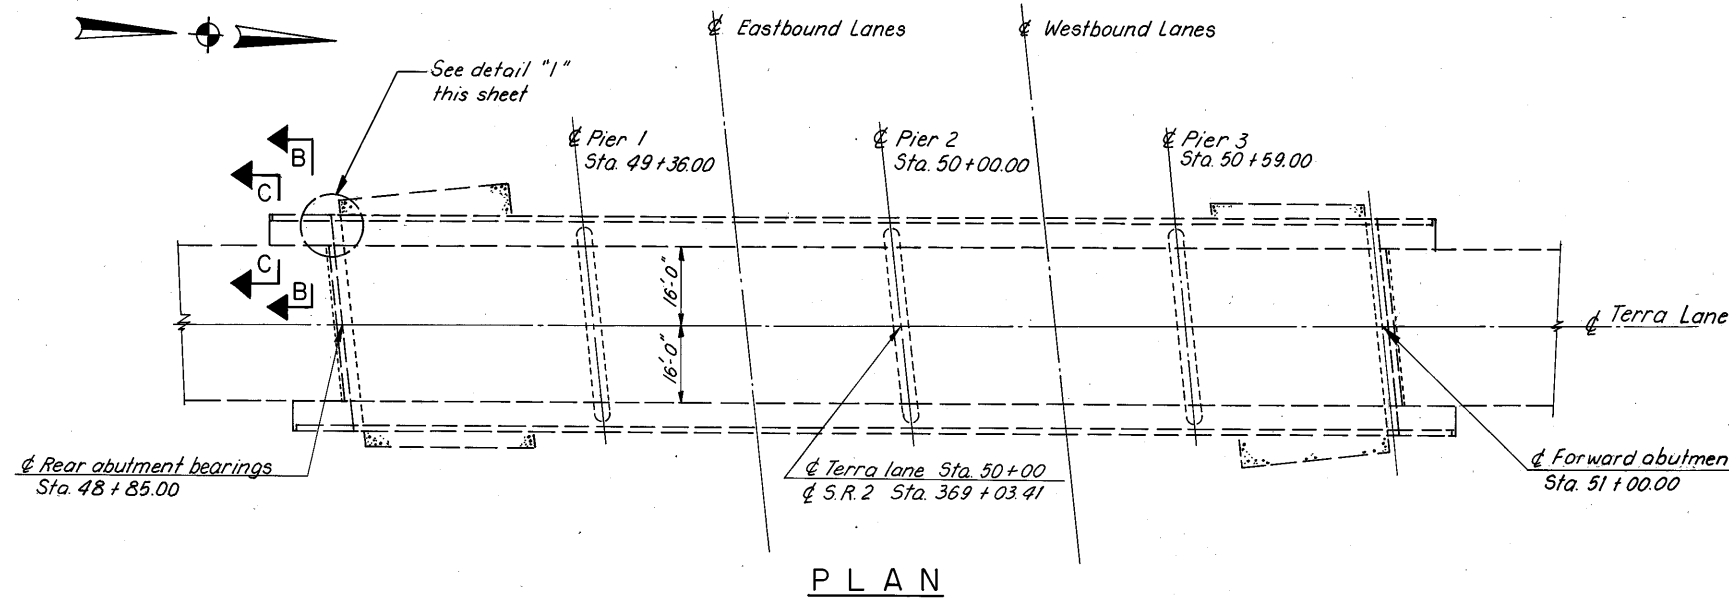 ℄ Eastbound Lanes
℄ Westbound Lanes
See detail "1"
this sheet
℄ Pier 1
Sta. 49+36.00
℄ Pier 2
Sta. 50+00.00
℄ Pier 3
Sta. 50+59.00
B
C
C
B
16'-0"
16'-0"
℄ Terra Lane
℄ Rear abutment bearings
Sta. 48+85.00
℄ Terra lane Sta. 50+00
℄ S.R. 2 Sta. 369+03.41
℄ Forward abutmen
Sta. 51+00.00
PLAN